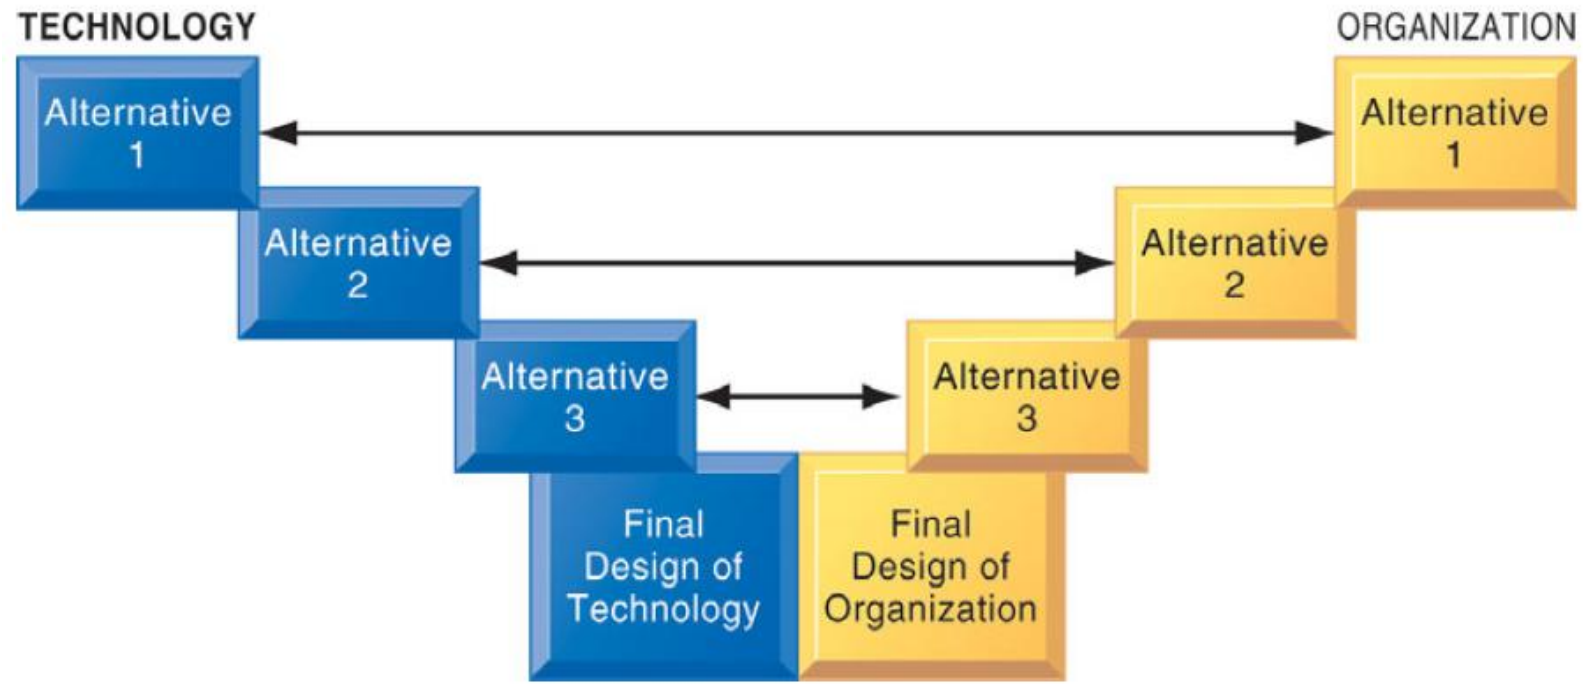 TECHNOLOGY
ORGANIZATION
Alternative
1
Alternative
1
Alternative
2
Alternative
2
Alternative
3
Alternative
3
Final
Design of
Technology
Final
Design of
Organization